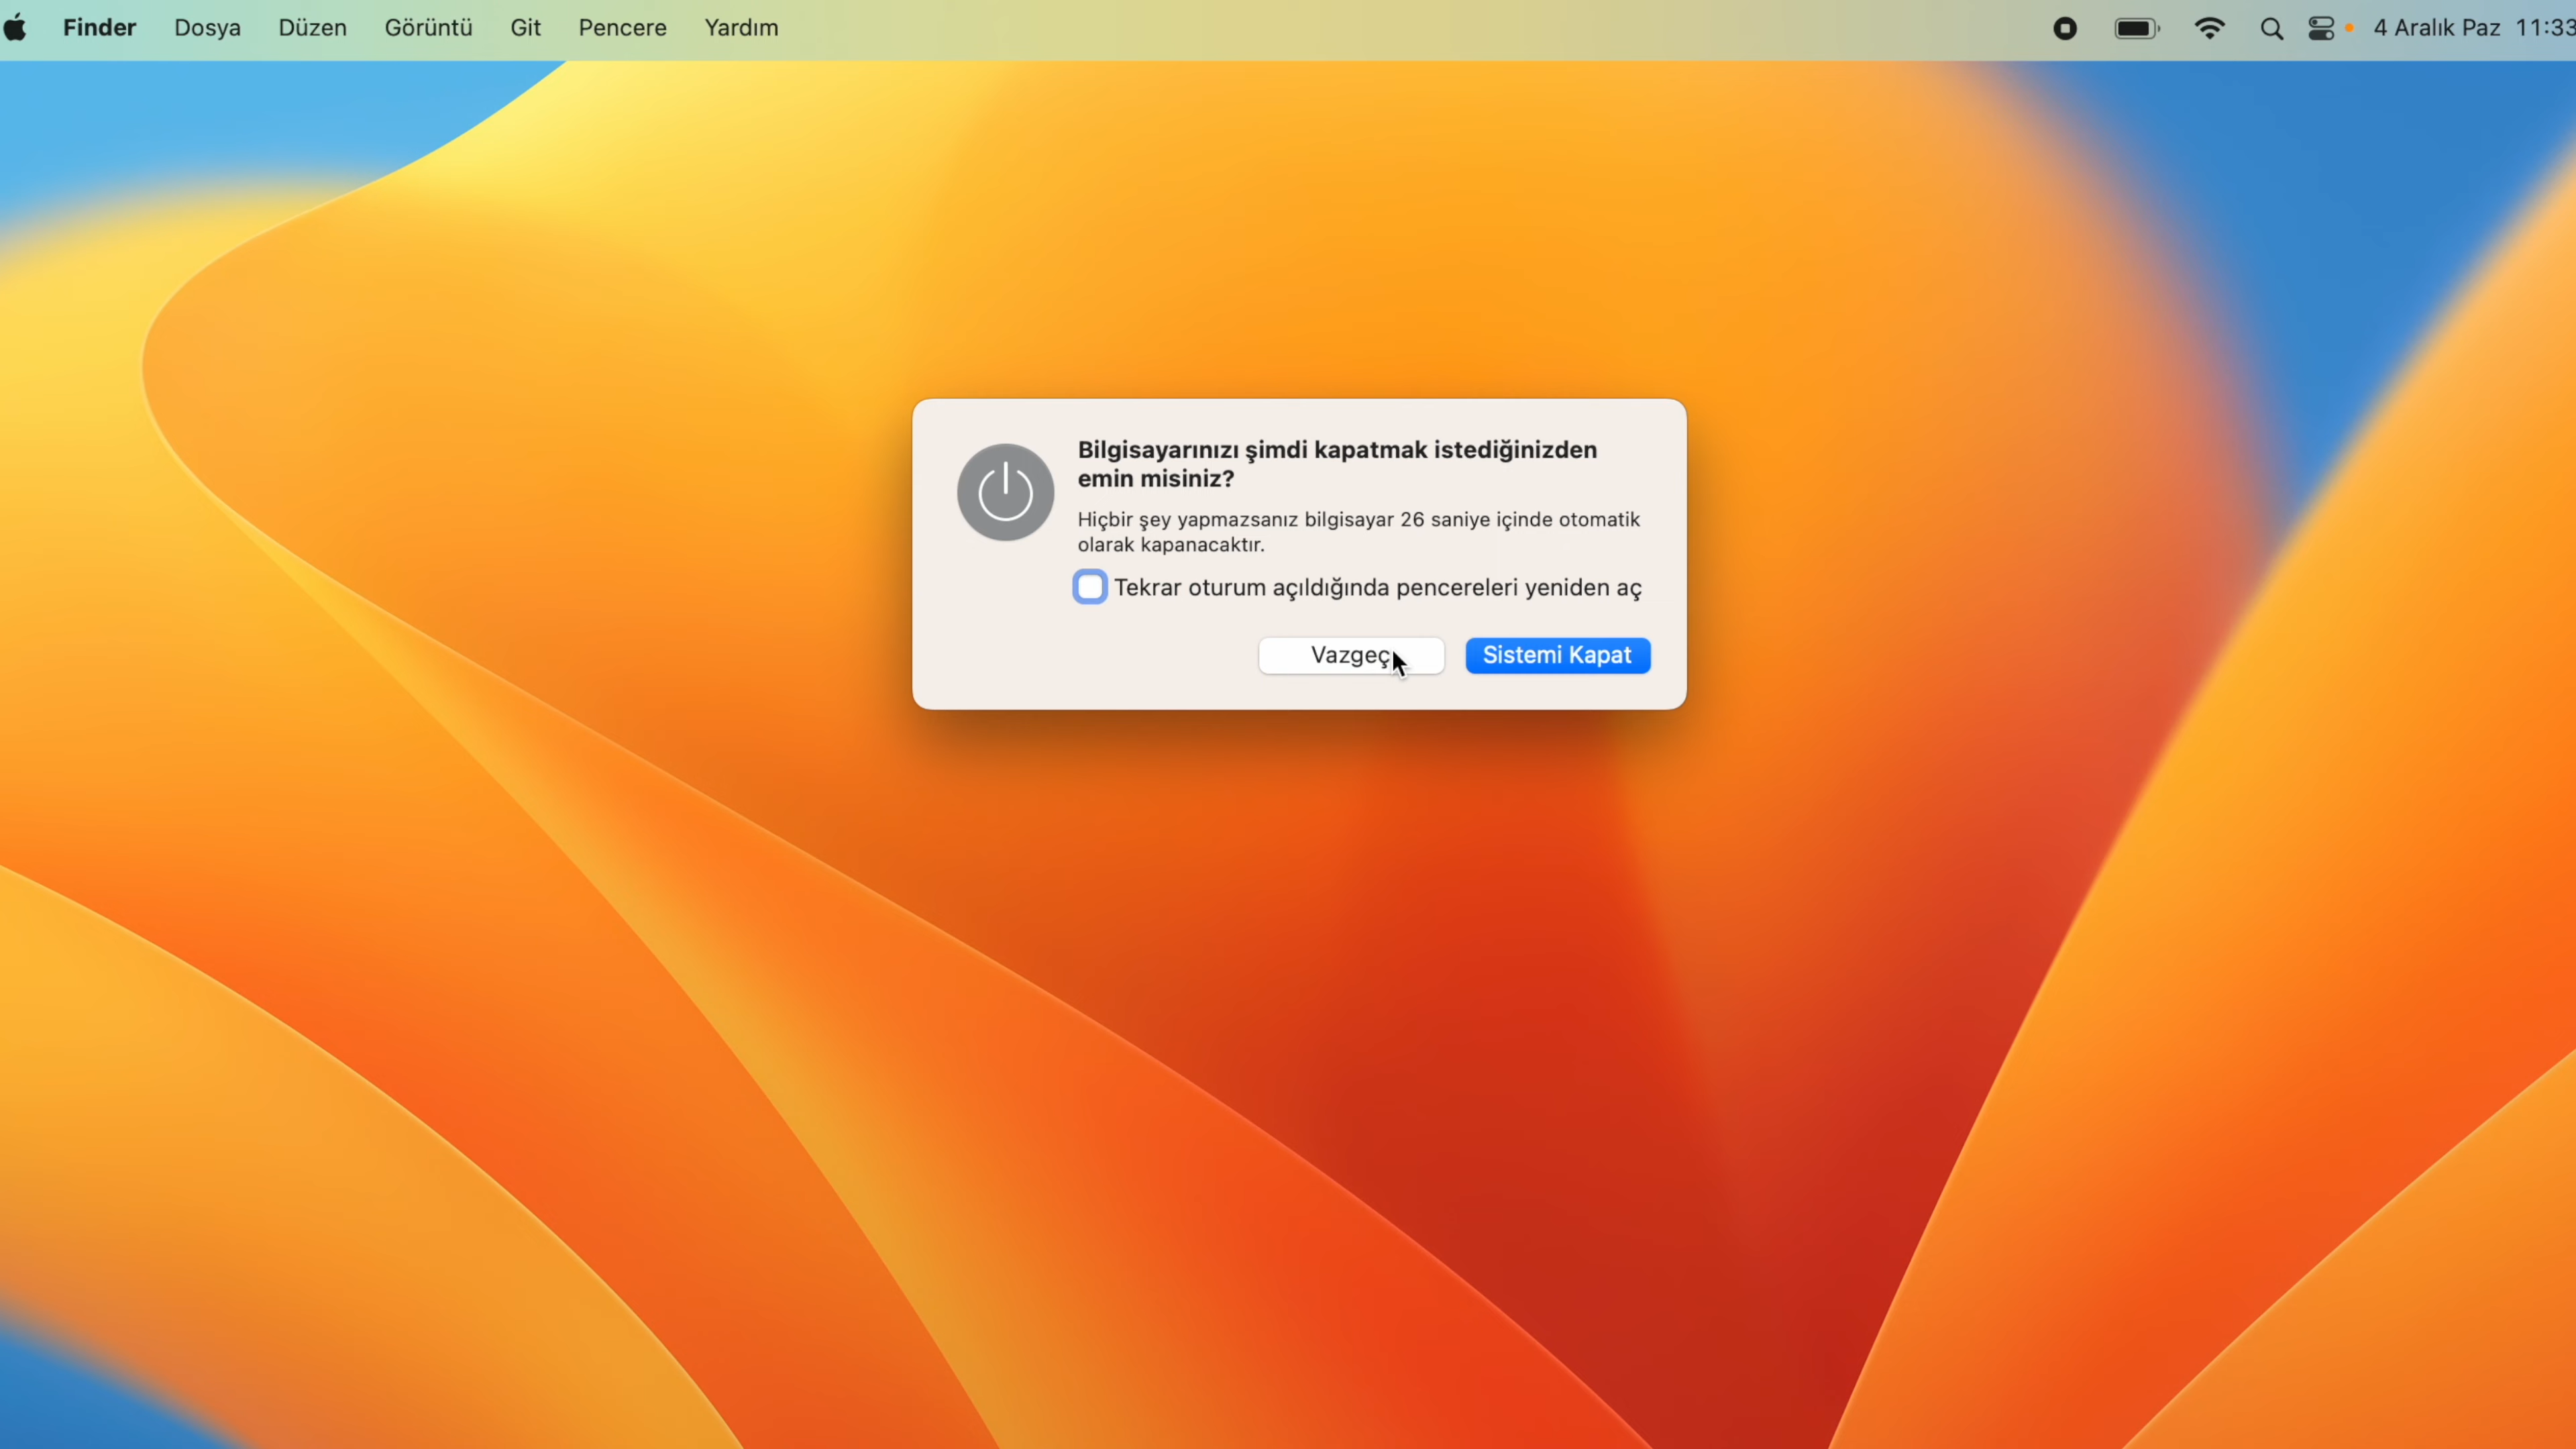 Finder Dosya Düzen Görüntü Git Pencere Yardım 4 Aralık Paz 11:33
Bilgisayarınızı şimdi kapatmak istediğinizden
emin misiniz?
Hiçbir şey yapmazsanız bilgisayar 26 saniye içinde otomatik
olarak kapanacaktır.
Tekrar oturum açıldığında pencereleri yeniden aç
Vazgeç Sistemi Kapat